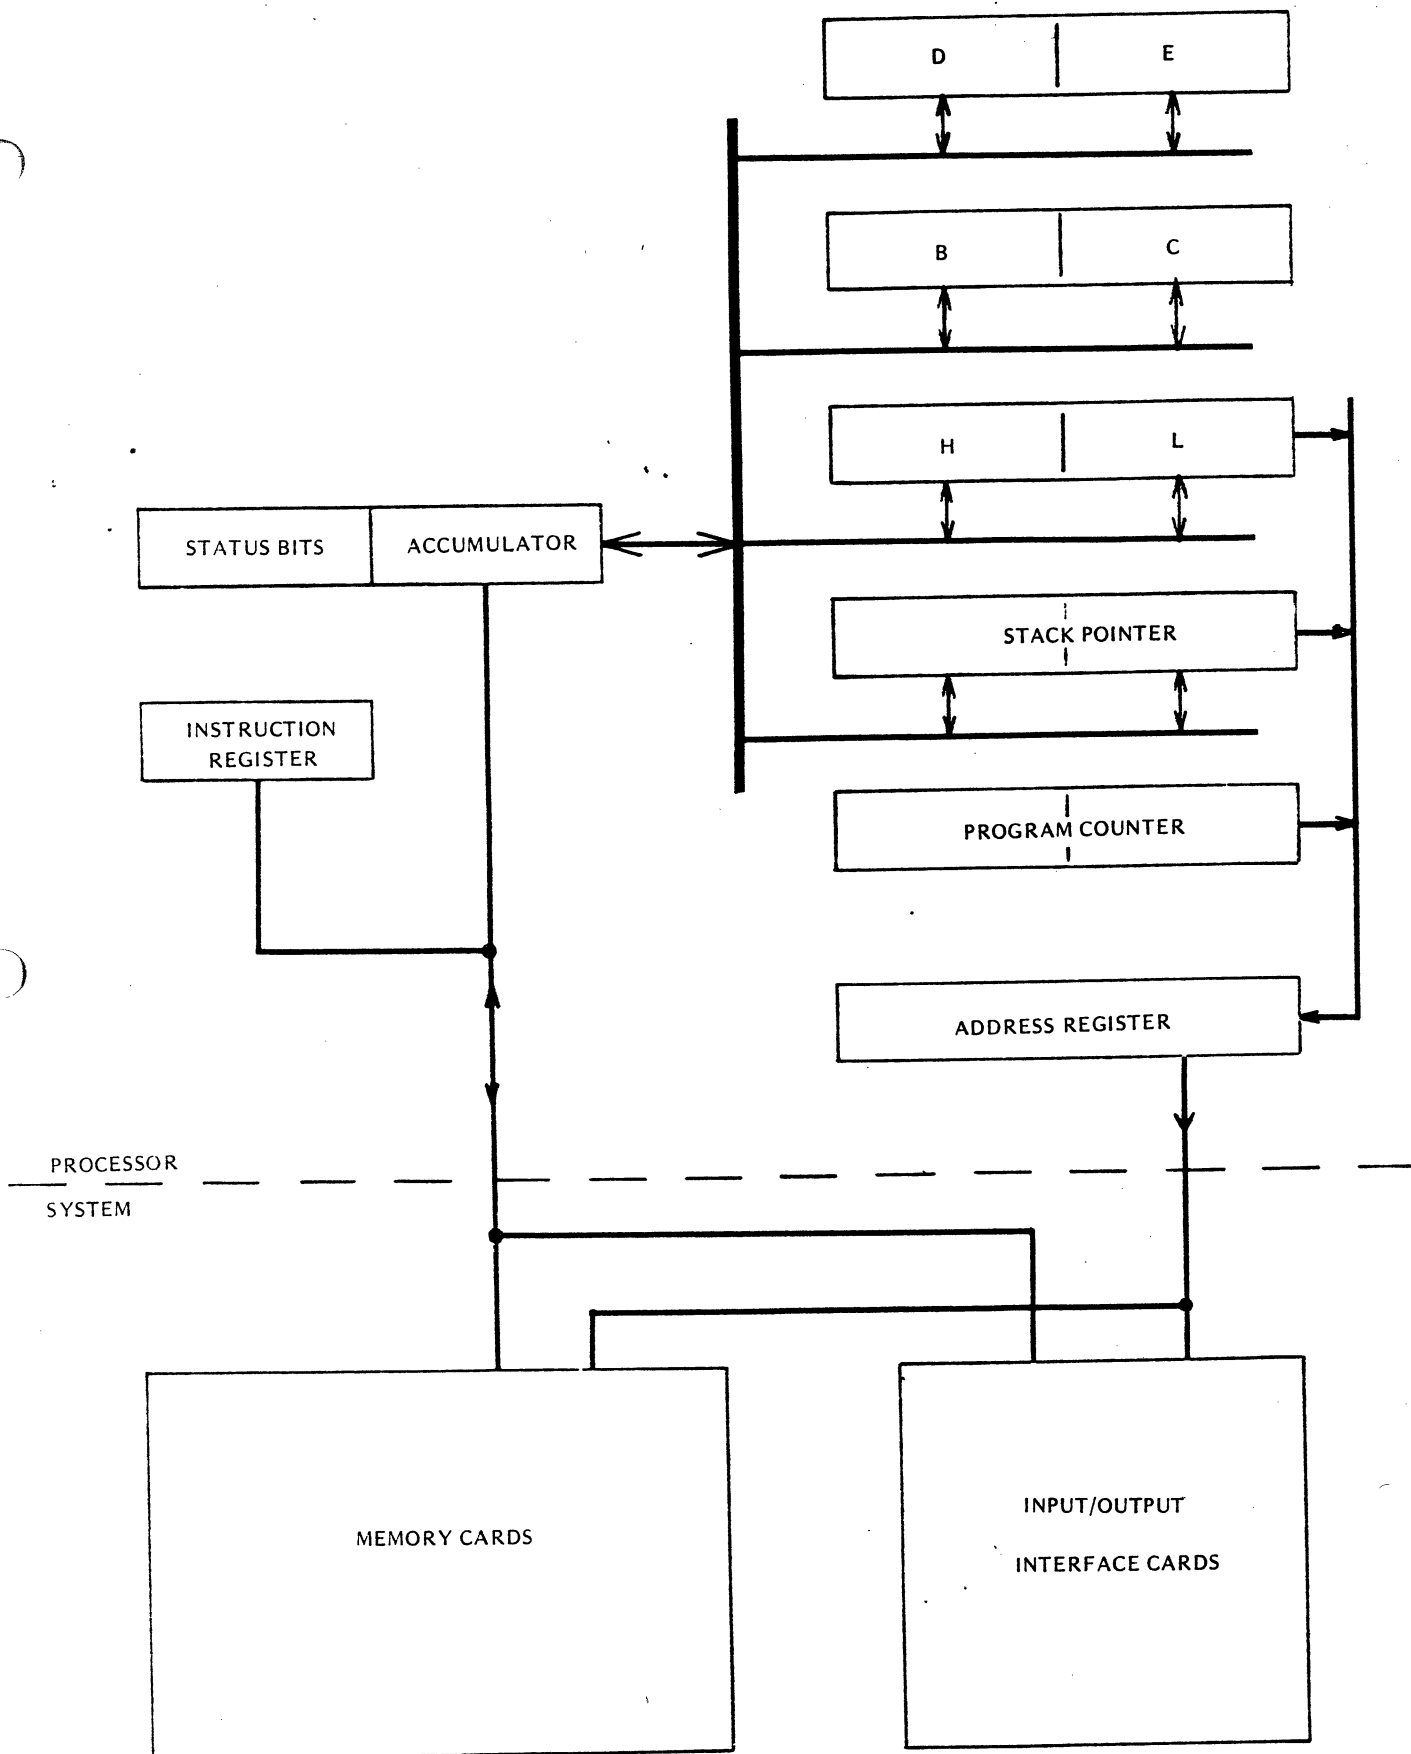 D
E
B
C
H
L
STATUS BITS
ACCUMULATOR
STACK POINTER
INSTRUCTION
REGISTER
PROGRAM COUNTER
ADDRESS REGISTER
PROCESSOR
SYSTEM
MEMORY CARDS
INPUT/OUTPUT
INTERFACE CARDS